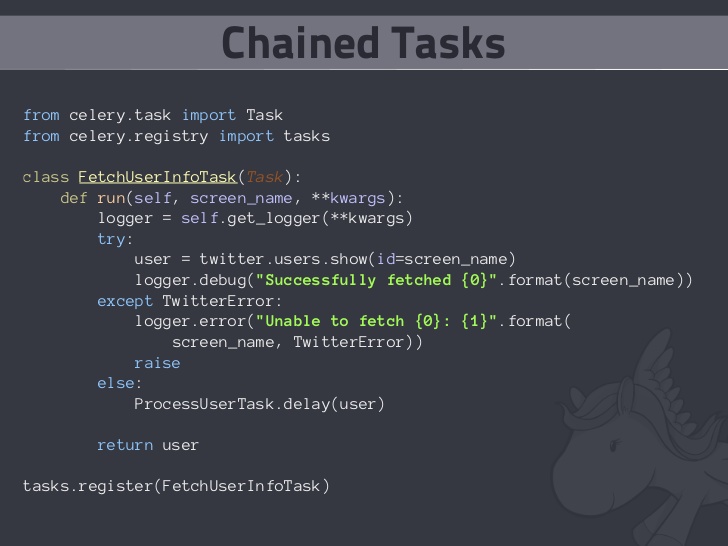 Chained Tasks
from celery.task import Task
from celery.registry import tasks
class FetchUserInfoTask(Task):
    def run(self, screen_name, **kwargs):
        logger = self.get_logger(**kwargs)
        try:
            user = twitter.users.show(id=screen_name)
            logger.debug("Successfully fetched {0}".format(screen_name))
        except TwitterError:
            logger.error("Unable to fetch {0}: {1}".format(
                screen_name, TwitterError))
            raise
        else:
            ProcessUserTask.delay(user)
        return user
tasks.register(FetchUserInfoTask)